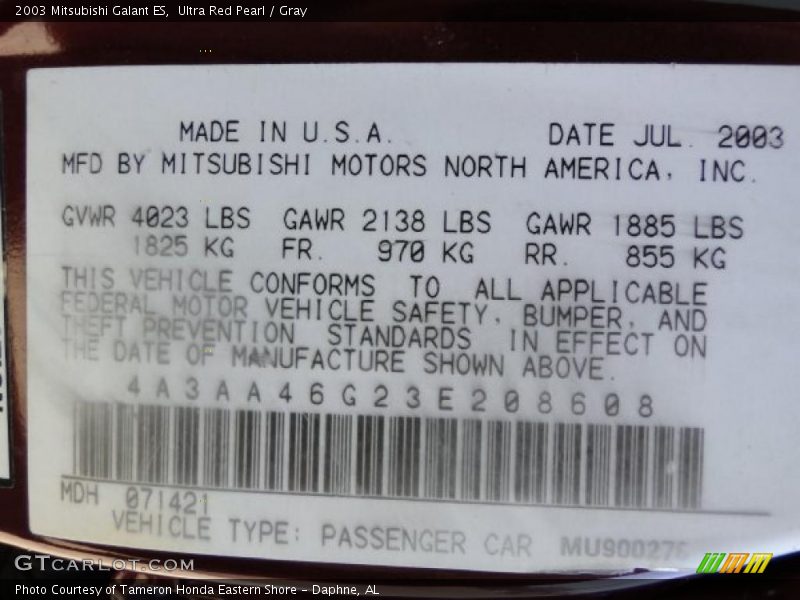 2003 Mitsubishi Galant ES,  Ultra Red Pearl / Gray
MADE IN U.S.A. DATE JUL. 2003
MFD BY MITSUBISHI MOTORS NORTH AMERICA, INC.
GVWR 4023 LBS GAWR 2138 LBS GAWR 1885 LBS
1825 KG FR. 970 KG RR. 855 KG
THIS VEHICLE CONFORMS TO ALL APPLICABLE
FEDERAL MOTOR VEHICLE SAFETY, BUMPER, AND
THEFT PREVENTION STANDARDS IN EFFECT ON
THE DATE OF MANUFACTURE SHOWN ABOVE.
4A3AA46G23E208608
MDH 071421
VEHICLE TYPE: PASSENGER CAR
GTCarLot.com
Photo Courtesy of Tameron Honda Eastern Shore - Daphne, AL